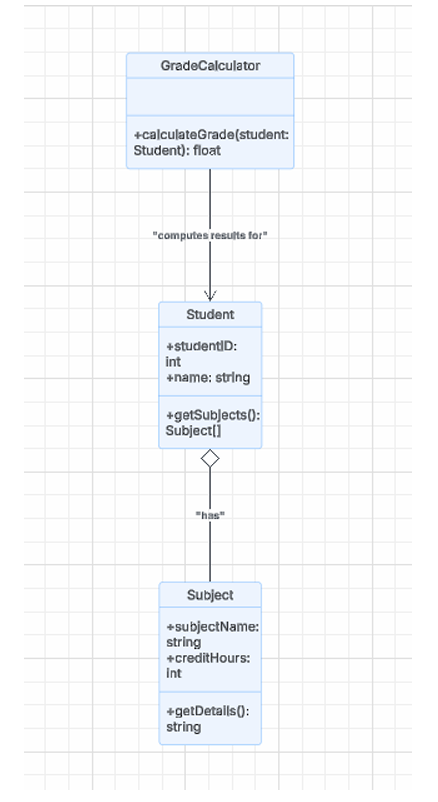 GradeCalculator
+calculateGrade(student:
Student): float
"computes results for"
Student
+studentID:
int
+name: string
+getSubjects():
Subject[]
"has"
Subject
+subjectName:
string
+creditHours:
int
+getDetails():
string